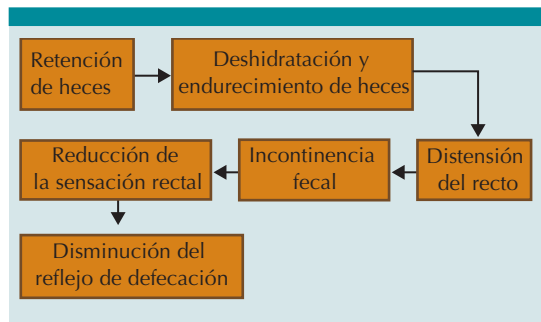 Retención
de heces
Deshidratación y
endurecimiento de heces
Distensión
del recto
Incontinencia
fecal
Reducción de
la sensación rectal
Disminución del
reflejo de defecación